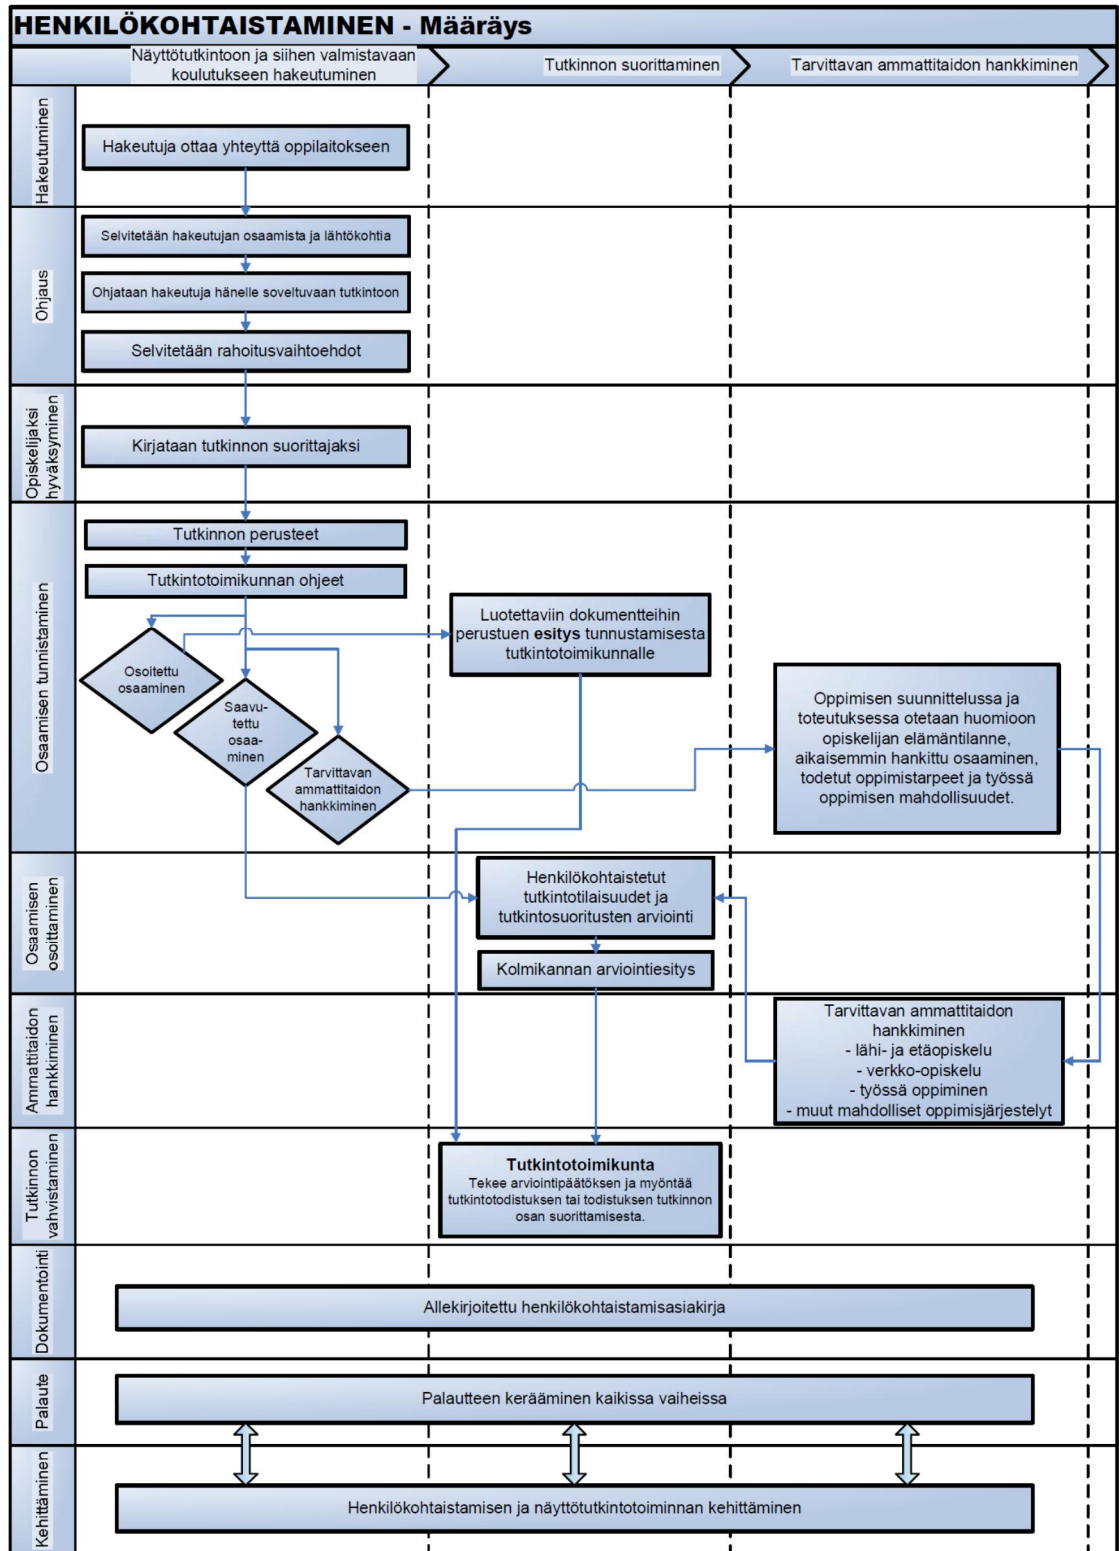 HENKILÖKOHTAISTAMINEN - Määräys
Näyttötutkintoon ja siihen valmistavaan
koulutukseen hakeutuminen
Tutkinnon suorittaminen
Tarvittavan ammattitaidon hankkiminen
Hakeutuminen
Hakeutuja ottaa yhteyttä oppilaitokseen
Ohjaus
Selvitetään hakeutujan osaamista ja lähtökohtia
Ohjataan hakeutuja hänelle soveltuvaan tutkintoon
Selvitetään rahoitusvaihtoehdot
Opiskelijaksi
hyväksyminen
Kirjataan tutkinnon suorittajaksi
Osaamisen tunnistaminen
Tutkinnon perusteet
Tutkintotoimikunnan ohjeet
Osoitettu
osaaminen
Saavu-
tettu
osaa-
minen
Tarvittavan
ammattitaidon
hankkiminen
Luotettaviin dokumentteihin
perustuen esitys tunnustamisesta
tutkintotoimikunnalle
Oppimisen suunnittelussa ja
toteutuksessa otetaan huomioon
opiskelijan elämäntilanne,
aikaisemmin hankittu osaaminen,
todetut oppimistarpeet ja työssä
oppimisen mahdollisuudet.
Osaamisen
osoittaminen
Henkilökohtaistetut
tutkintotilaisuudet ja
tutkintosuoritusten arviointi
Kolmikannan arviointiesitys
Ammattitaidon
hankkiminen
Tarvittavan ammattitaidon
hankkiminen
- lähi- ja etäopiskelu
- verkko-opiskelu
- työssä oppiminen
- muut mahdolliset oppimisjärjestelyt
Tutkinnon
vahvistaminen
Tutkintotoimikunta
Tekee arviointipäätöksen ja myöntää
tutkintotodistuksen tai todistuksen tutkinnon
osan suorittamisesta.
Dokumentointi
Allekirjoitettu henkilökohtaistamisasiakirja
Palaute
Palautteen kerääminen kaikissa vaiheissa
Kehittäminen
Henkilökohtaistamisen ja näyttötutkintotoiminnan kehittäminen